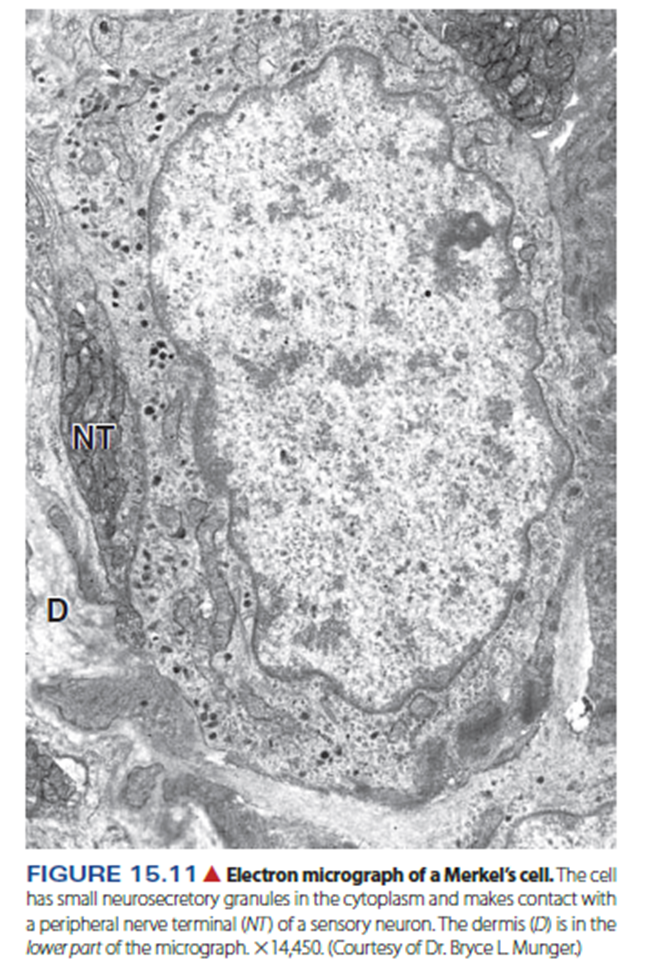 NT
D
FIGURE 15.11 ▲ Electron micrograph of a Merkel's cell. The cell
has small neurosecretory granules in the cytoplasm and makes contact with
a peripheral nerve terminal (NT) of a sensory neuron. The dermis (D) is in the
lower part of the micrograph. ×14,450. (Courtesy of Dr. Bryce L. Munger.)